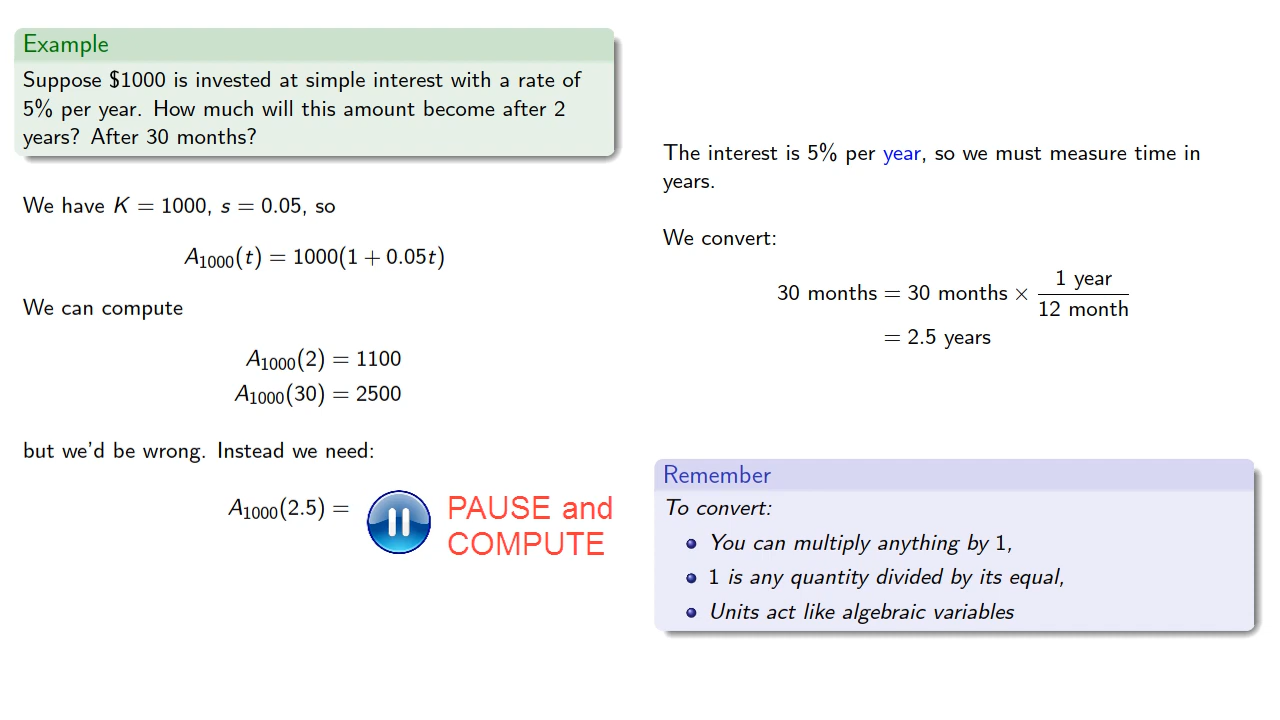 Example
Suppose $1000 is invested at simple interest with a rate of
5% per year. How much will this amount become after 2
years? After 30 months?
We have K = 1000, s = 0.05, so
A₁₀₀₀(t) = 1000(1 + 0.05t)
We can compute
A₁₀₀₀(2) = 1100
A₁₀₀₀(30) = 2500
but we'd be wrong. Instead we need:
A₁₀₀₀(2.5) =
PAUSE and
COMPUTE
The interest is 5% per year, so we must measure time in
years.
We convert:
30 months = 30 months × 1 year / 12 month
= 2.5 years
Remember
To convert:
You can multiply anything by 1,
1 is any quantity divided by its equal,
Units act like algebraic variables